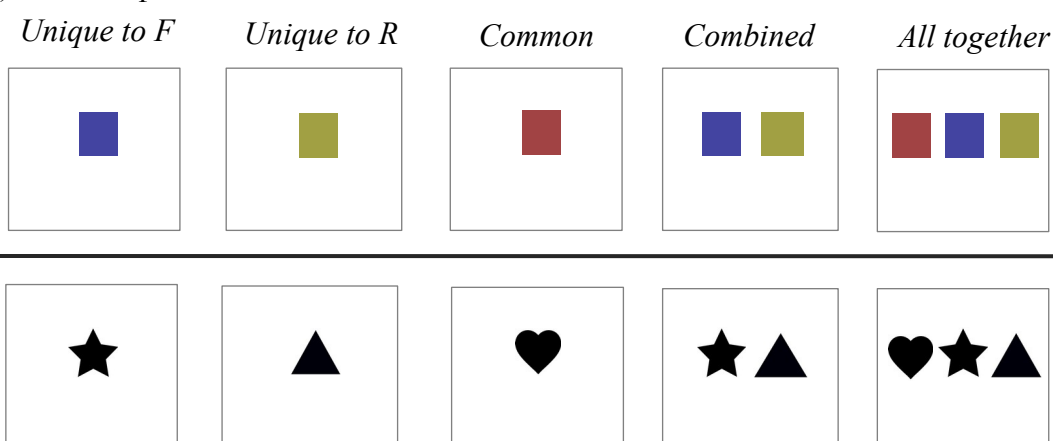 Unique to F
Unique to R
Common
Combined
All together